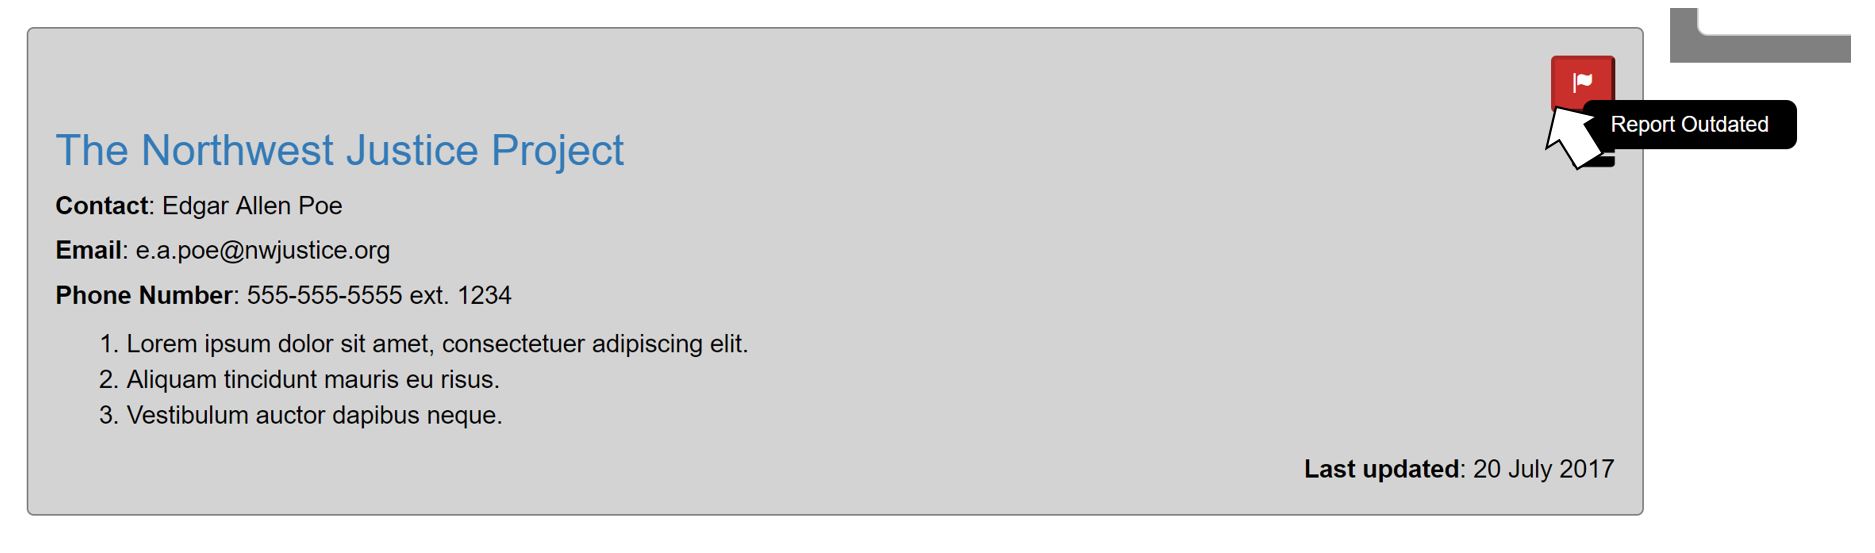 Report Outdated
The Northwest Justice Project
Contact: Edgar Allen Poe
Email: e.a.poe@nwjustice.org
Phone Number: 555-555-5555 ext. 1234
1. Lorem ipsum dolor sit amet, consectetuer adipiscing elit.
2. Aliquam tincidunt mauris eu risus.
3. Vestibulum auctor dapibus neque.
Last updated: 20 July 2017